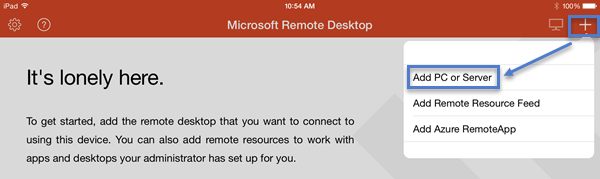 iPad 10:54 AM 100%
Microsoft Remote Desktop
Add PC or Server
Add Remote Resource Feed
Add Azure RemoteApp
It's lonely here.
To get started, add the remote desktop that you want to connect to
using this device. You can also add remote resources to work with
apps and desktops your administrator has set up for you.